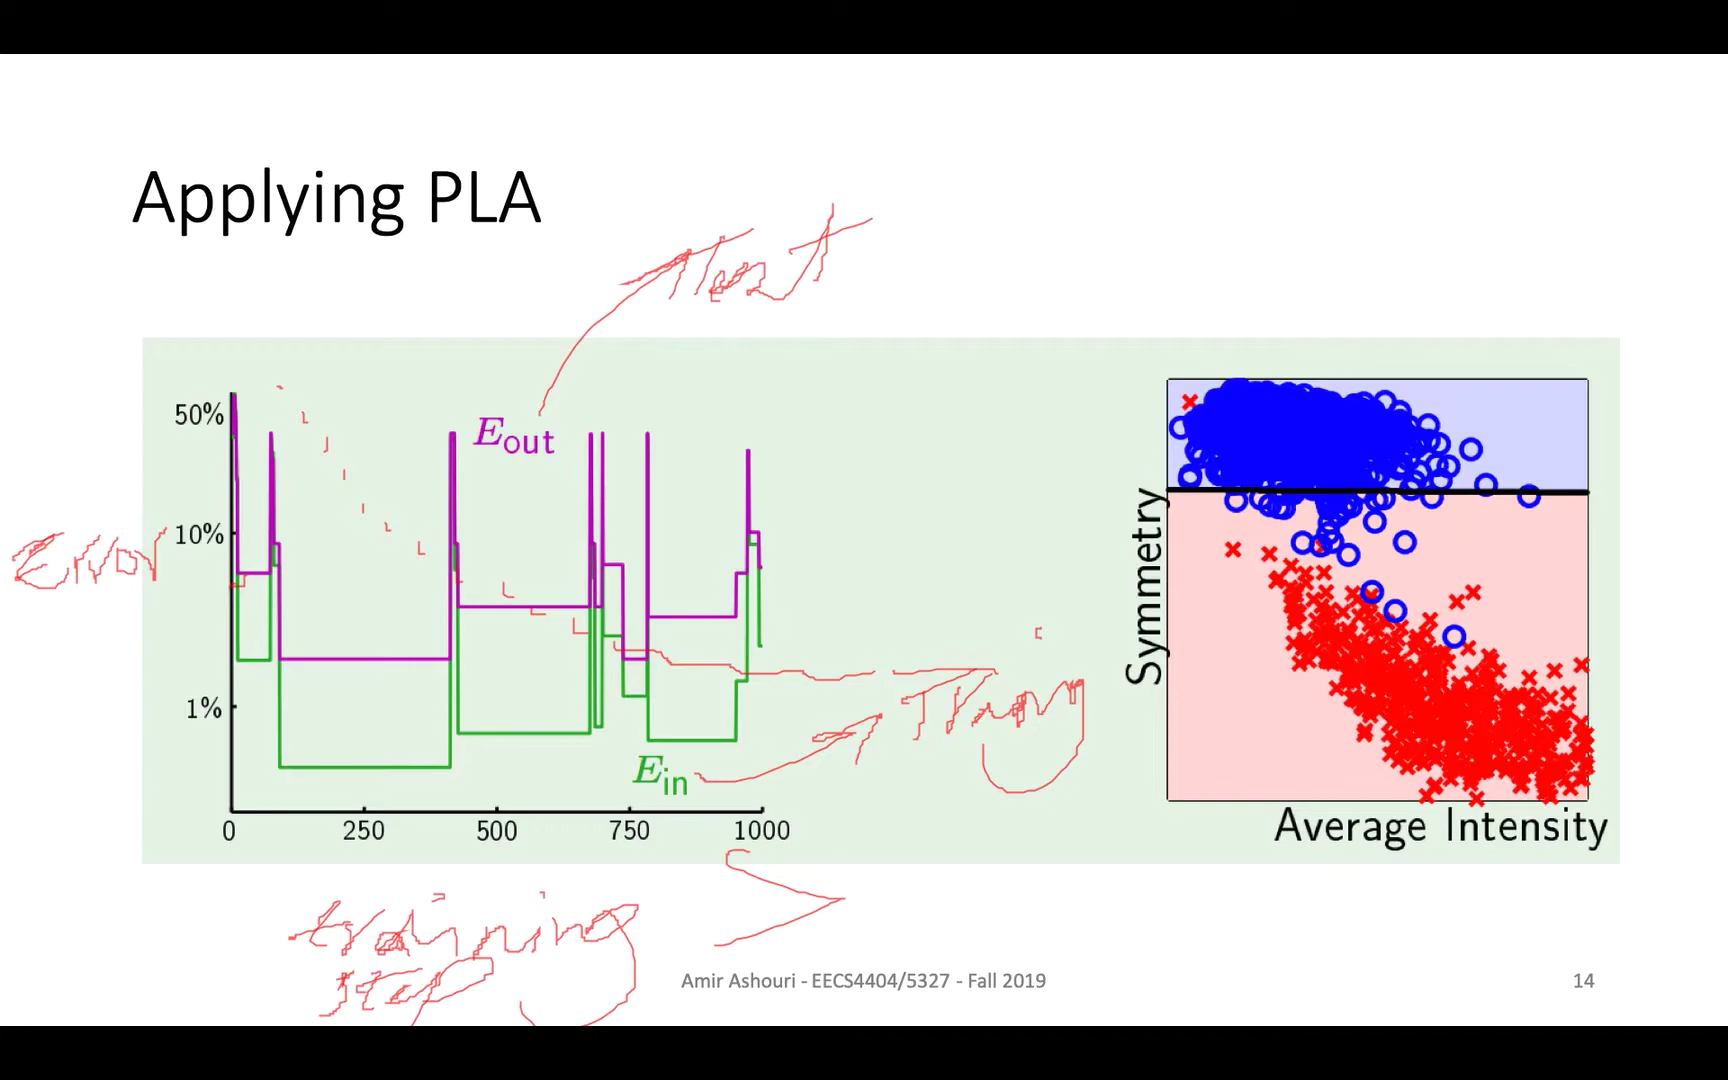 Applying PLA
Test
50%
E_out
10%
Error
1%
E_in
0 250 500 750 1000
Symmetry
Average Intensity
training
step
Amir Ashouri - EECS4404/5327 - Fall 2019
14